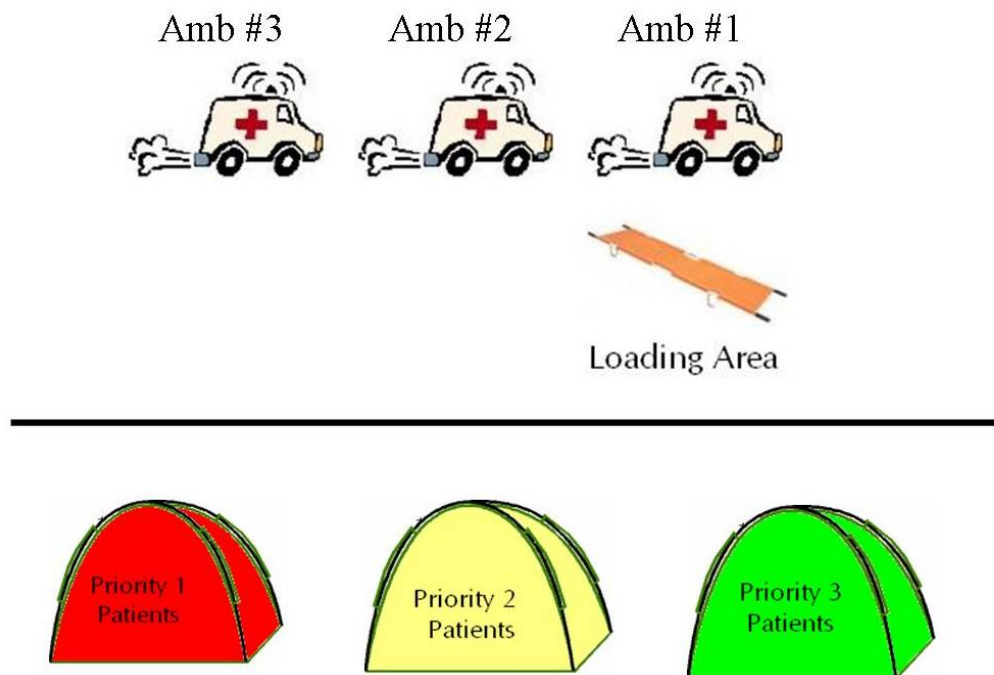 Amb #3 Amb #2 Amb #1
Loading Area
Priority 1
Patients
Priority 2
Patients
Priority 3
Patients